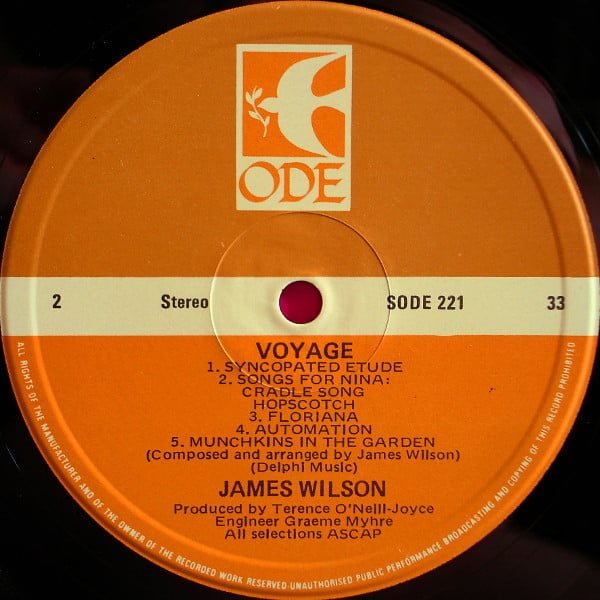 ODE
2 Stereo SODE 221 33
VOYAGE
1. SYNCOPATED ETUDE
2. SONGS FOR NINA:
CRADLE SONG
HOPSCOTCH
3. FLORIANA
4. AUTOMATION
5. MUNCHKINS IN THE GARDEN
(Composed and arranged by James Wilson)
(Delphi Music)
JAMES WILSON
Produced by Terence O'Neill-Joyce
Engineer Graeme Myhre
All selections ASCAP
ALL RIGHTS OF THE MANUFACTURER AND OF THE OWNER OF THE RECORDED WORK RESERVED-UNAUTHORISED PUBLIC PERFORMANCE BROADCASTING AND COPYING OF THIS RECORD PROHIBITED